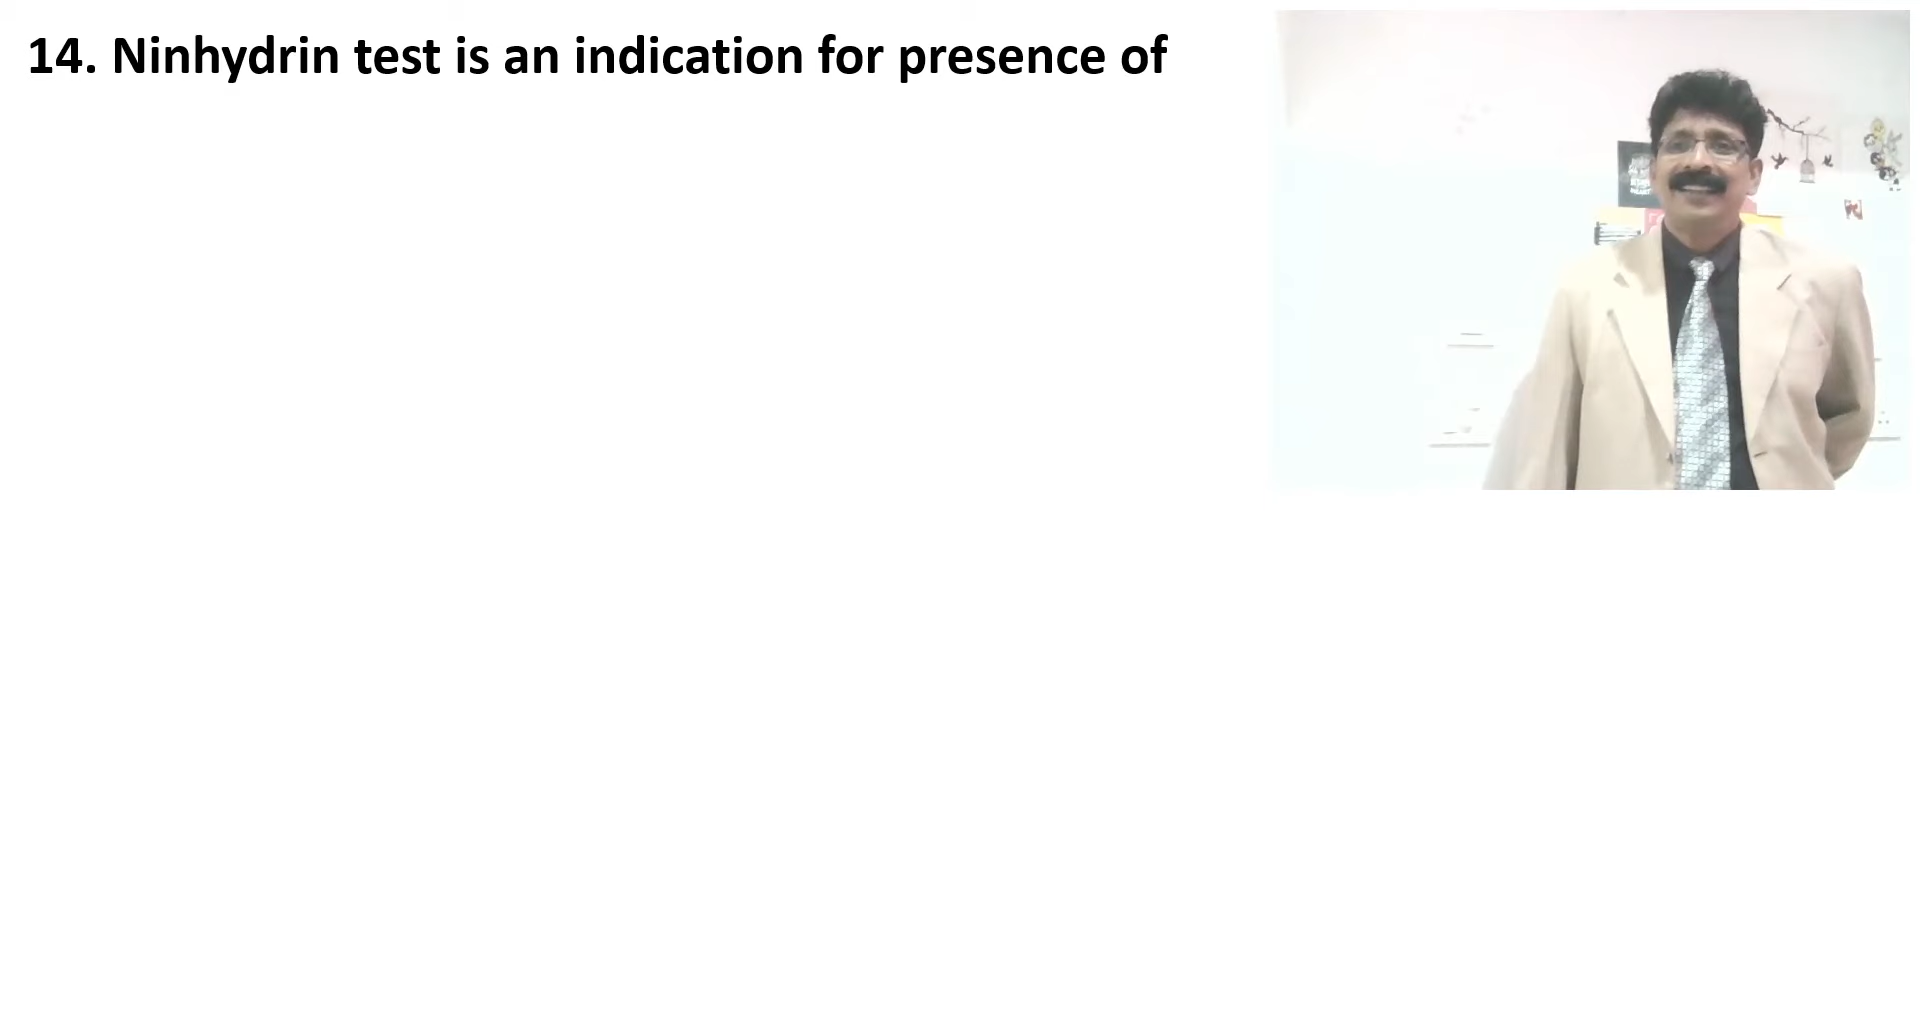 14. Ninhydrin test is an indication for presence of